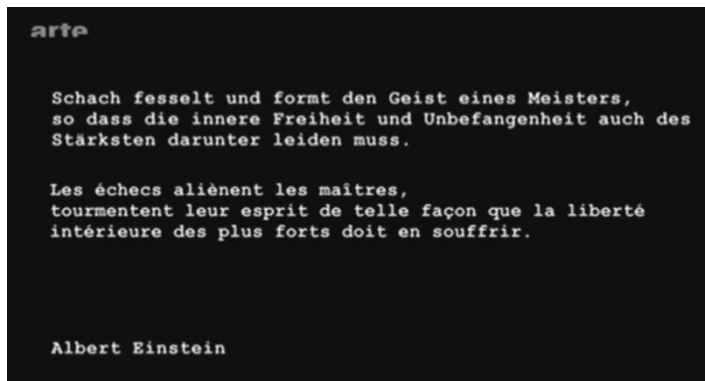 arte
Schach fesselt und formt den Geist eines Meisters,
so dass die innere Freiheit und Unbefangenheit auch des
Stärksten darunter leiden muss.
Les échecs aliènent les maîtres,
tourmentent leur esprit de telle façon que la liberté
intérieure des plus forts doit en souffrir.
Albert Einstein